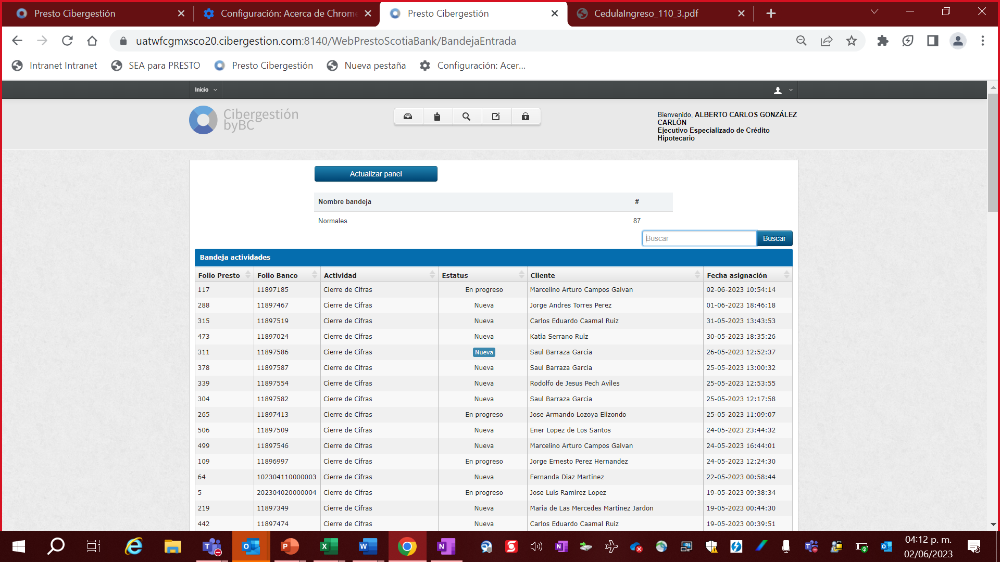 Presto Cibergestión
Configuración: Acerca de Chrome
Presto Cibergestión
CedulaIngreso_110_3.pdf
uatwfcgmxsco20.cibergestion.com:8140/WebPrestoScotiaBank/BandejaEntrada
Intranet Intranet
SEA para PRESTO
Presto Cibergestión
Nueva pestaña
Configuración: Acer...
Inicio
Cibergestión
byBC
Bienvenido, ALBERTO CARLOS GONZÁLEZ
CARLÓN
Ejecutivo Especializado de Crédito
Hipotecario
Actualizar panel
Nombre bandeja #
Normales 87
Buscar Buscar
Bandeja actividades
Folio Presto Folio Banco Actividad Estatus Cliente Fecha asignación
117 11897185 Cierre de Cifras En progreso Marcelino Arturo Campos Galvan 02-06-2023 10:54:14
288 11897467 Cierre de Cifras Nueva Jorge Andres Torres Perez 01-06-2023 18:46:18
315 11897519 Cierre de Cifras Nueva Carlos Eduardo Caamal Ruiz 31-05-2023 13:43:53
473 11897024 Cierre de Cifras Nueva Katia Serrano Ruiz 30-05-2023 18:35:26
311 11897586 Cierre de Cifras Nueva Saul Barraza Garcia 26-05-2023 12:52:37
378 11897587 Cierre de Cifras Nueva Saul Barraza Garcia 25-05-2023 13:00:32
339 11897554 Cierre de Cifras Nueva Rodolfo de Jesus Pech Aviles 25-05-2023 12:53:55
304 11897582 Cierre de Cifras Nueva Saul Barraza Garcia 25-05-2023 12:17:58
265 11897413 Cierre de Cifras En progreso Jose Armando Lozoya Elizondo 25-05-2023 11:09:07
506 11897509 Cierre de Cifras Nueva Ener Lopez de Los Santos 24-05-2023 23:44:32
499 11897546 Cierre de Cifras Nueva Marcelino Arturo Campos Galvan 24-05-2023 16:44:01
109 11896997 Cierre de Cifras En progreso Jorge Ernesto Perez Hernandez 24-05-2023 12:24:30
64 102304110000003 Cierre de Cifras Nueva Fernanda Diaz Martinez 22-05-2023 00:58:44
5 202304020000004 Cierre de Cifras En progreso Jose Luis Ramirez Lopez 19-05-2023 09:38:34
219 11897349 Cierre de Cifras Nueva Maria de Las Mercedes Martinez Jardon 19-05-2023 00:44:30
442 11897474 Cierre de Cifras Nueva Carlos Eduardo Caamal Ruiz 19-05-2023 00:39:51
04:12 p. m.
02/06/2023